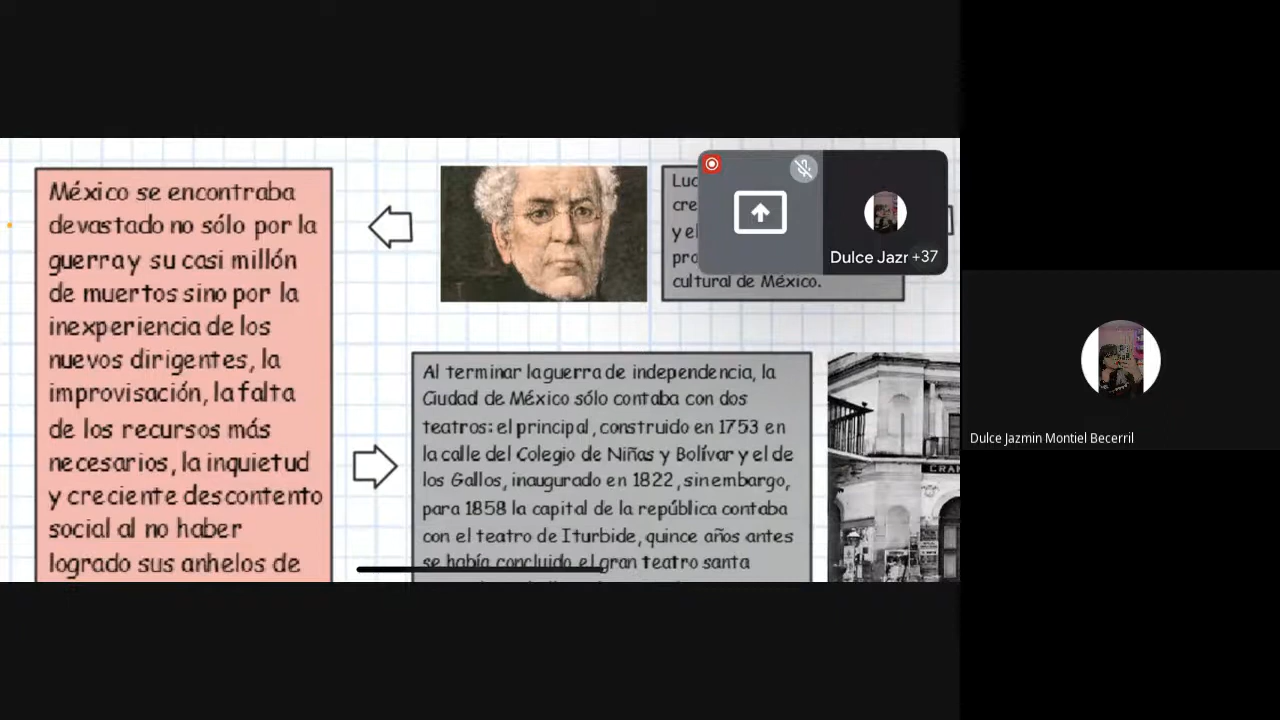 México se encontraba
devastado no sólo por la
guerra y su casi millón
de muertos sino por la
inexperiencia de los
nuevos dirigentes, la
improvisación, la falta
de los recursos más
necesarios, la inquietud
y creciente descontento
social al no haber
logrado sus anhelos de
y el
cultural de México.
Dulce Jazr +37
Al terminar la guerra de independencia, la
Ciudad de México sólo contaba con dos
teatros: el principal, construido en 1753 en
la calle del Colegio de Niñas y Bolívar y el de
los Gallos, inaugurado en 1822, sin embargo,
para 1858 la capital de la república contaba
con el teatro de Iturbide, quince años antes
se había concluido el gran teatro santa
Dulce Jazmin Montiel Becerril